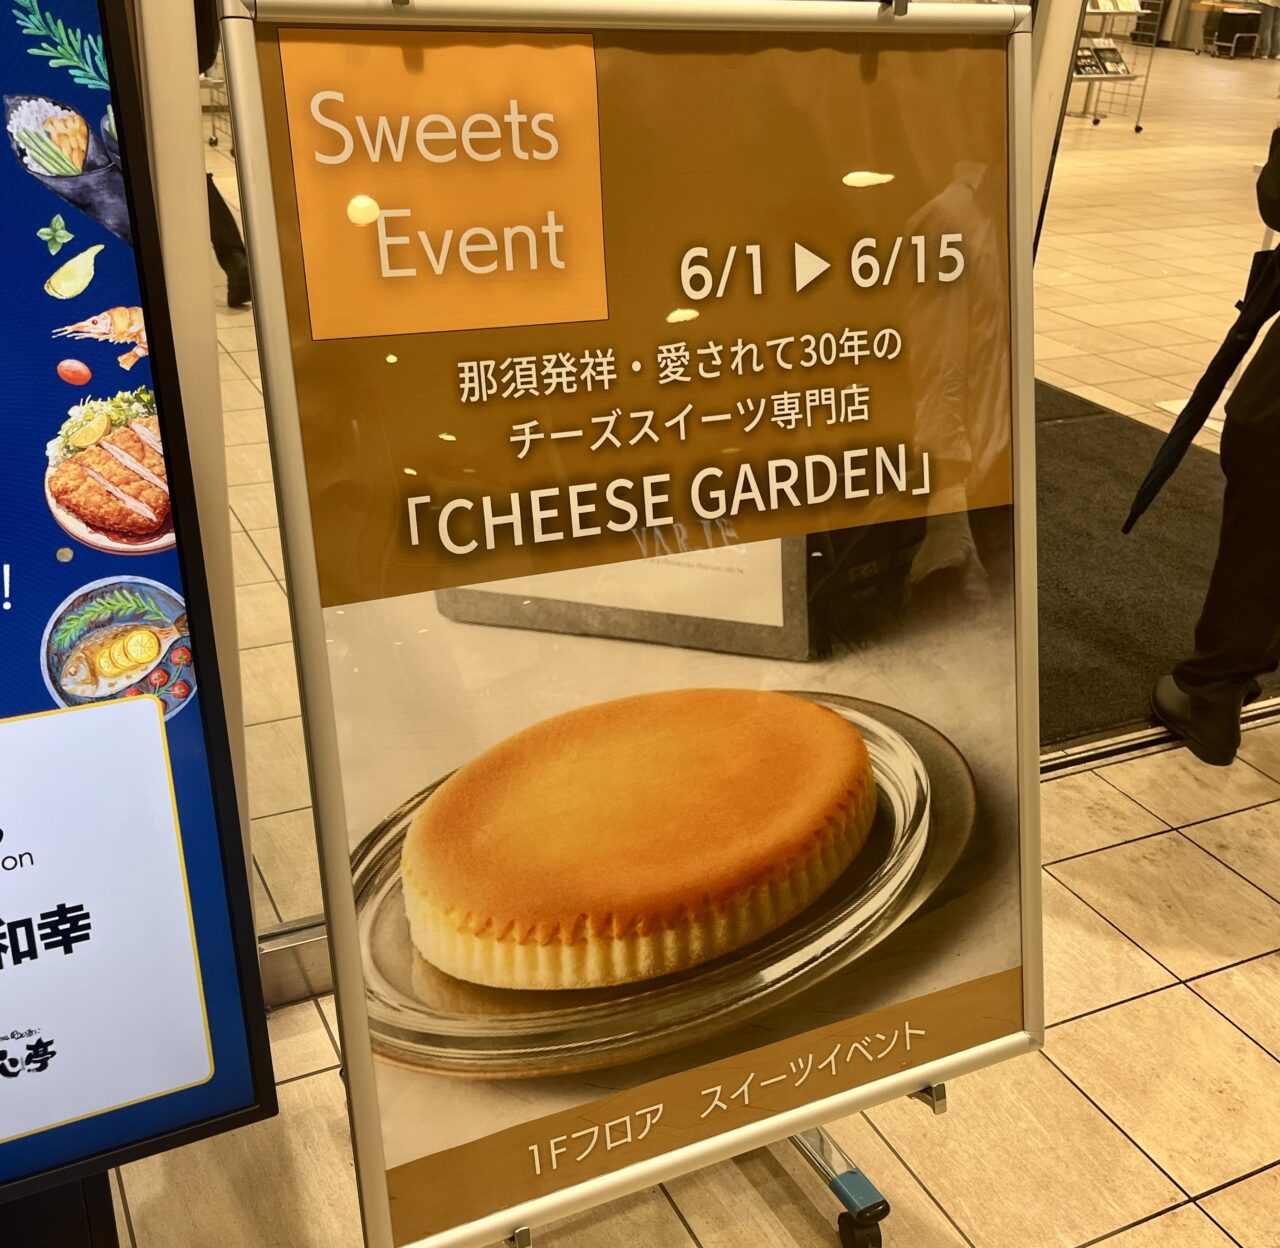 Sweets
Event
6/1 ▶ 6/15
那須発祥・愛されて30年の
チーズスイーツ専門店
「CHEESE GARDEN」
1Fフロア スイーツイベント
!
on
和幸
亭